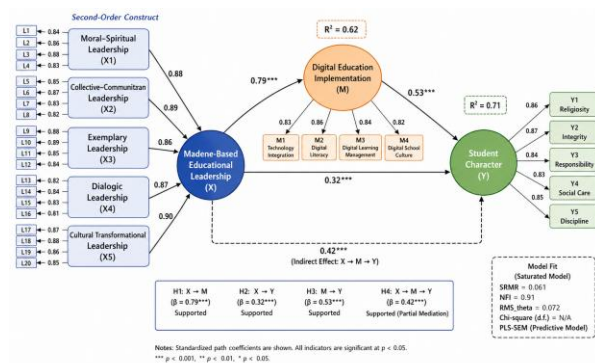 Second-Order Construct
L1
0.84
L2
0.86
L3
0.88
L4
0.83
Moral–Spiritual
Leadership
(X1)
L5
0.85
L6
0.87
L7
0.83
L8
0.82
Collective–Communitzan
Leadership
(X2)
L9
0.88
L10
0.89
L11
0.85
L12
0.84
Exemplary
Leadership
(X3)
L13
0.82
L14
0.84
L15
0.86
L16
0.81
Dialogic
Leadership
(X4)
L17
0.87
L18
0.88
L19
0.86
L20
0.85
Cultural Transformational
Leadership
(X5)
0.88
0.89
0.86
0.87
0.90
Madene-Based
Educational
Leadership
(X)
0.79***
R² = 0.62
Digital Education
Implementation
(M)
0.83
0.86
0.84
0.82
M1
Technology
Integration
M2
Digital
Literacy
M3
Digital Learning
Management
M4
Digital School
Culture
0.53***
0.32***
0.42***
(Indirect Effect: X → M → Y)
R² = 0.71
Student
Character
(Y)
0.86
0.87
0.84
0.83
0.85
Y1
Religiosity
Y2
Integrity
Y3
Responsibility
Y4
Social Care
Y5
Discipline
H1: X → M
(β = 0.79***)
Supported
H2: X → Y
(β = 0.32***)
Supported
H3: M → Y
(β = 0.53***)
Supported
H4: X → M → Y
(β = 0.42***)
Supported (Partial Mediation)
Model Fit
(Saturated Model)
SRMR = 0.061
NFI = 0.91
RMS_theta = 0.072
Chi-square (d.f.) = N/A
PLS-SEM (Predictive Model)
Notes: Standardized path coefficients are shown. All indicators are significant at p < 0.05.
*** p < 0.001, ** p < 0.01, * p < 0.05.